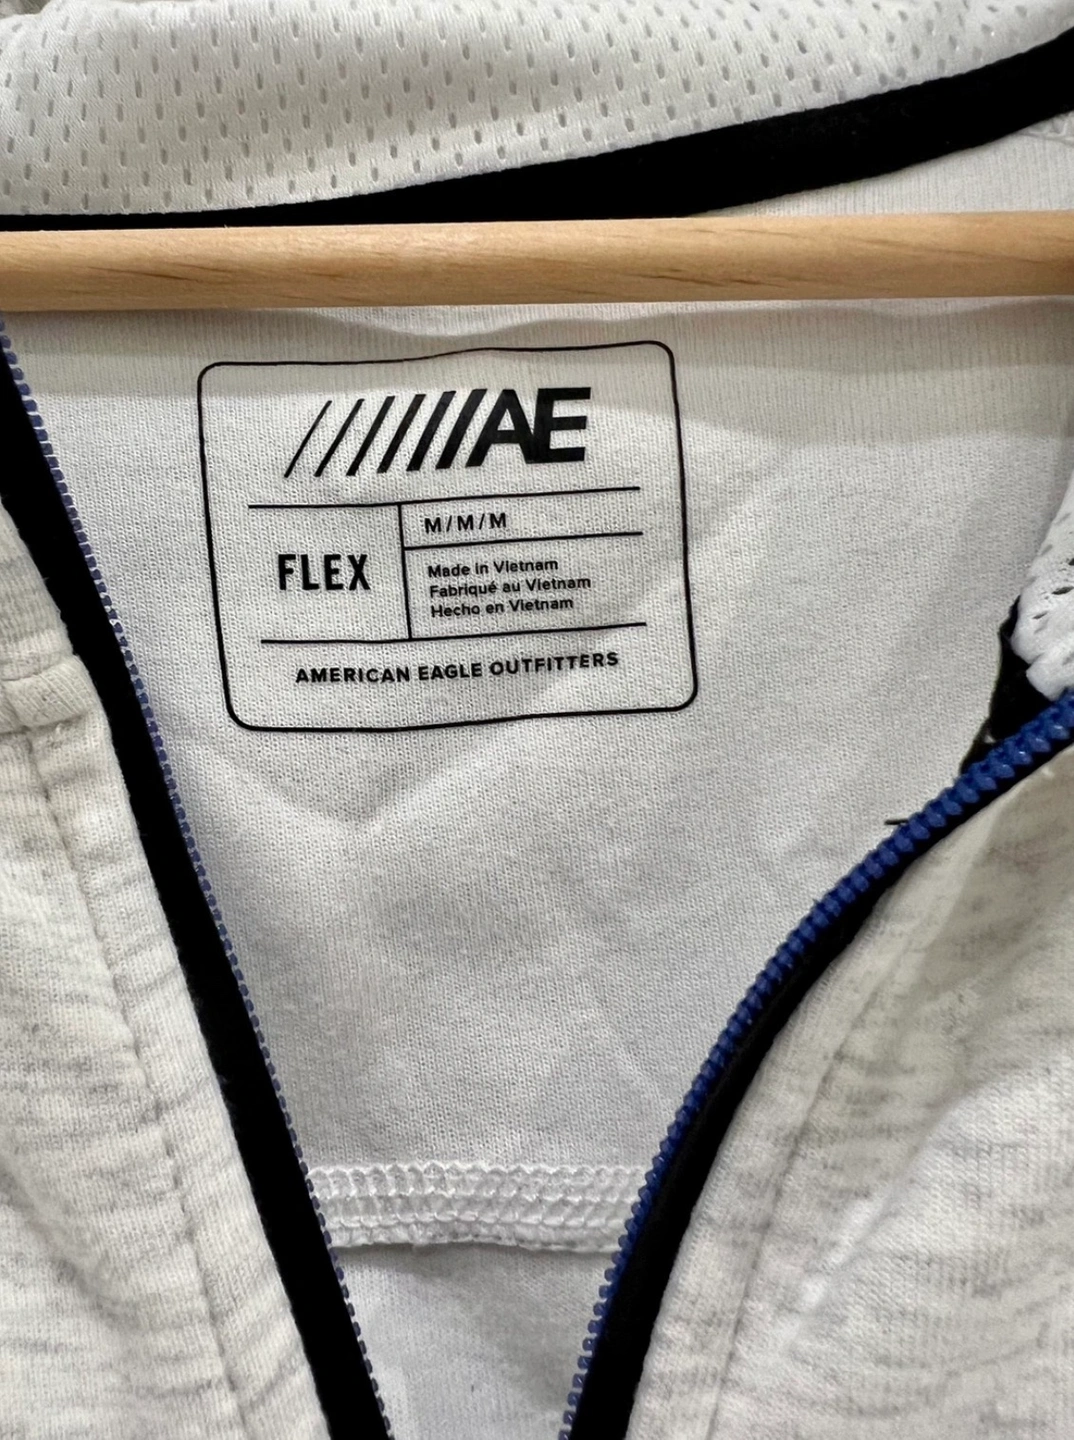 AE
FLEX
M/M/M
Made in Vietnam
Fabriqué au Vietnam
Hecho en Vietnam
AMERICAN EAGLE OUTFITTERS